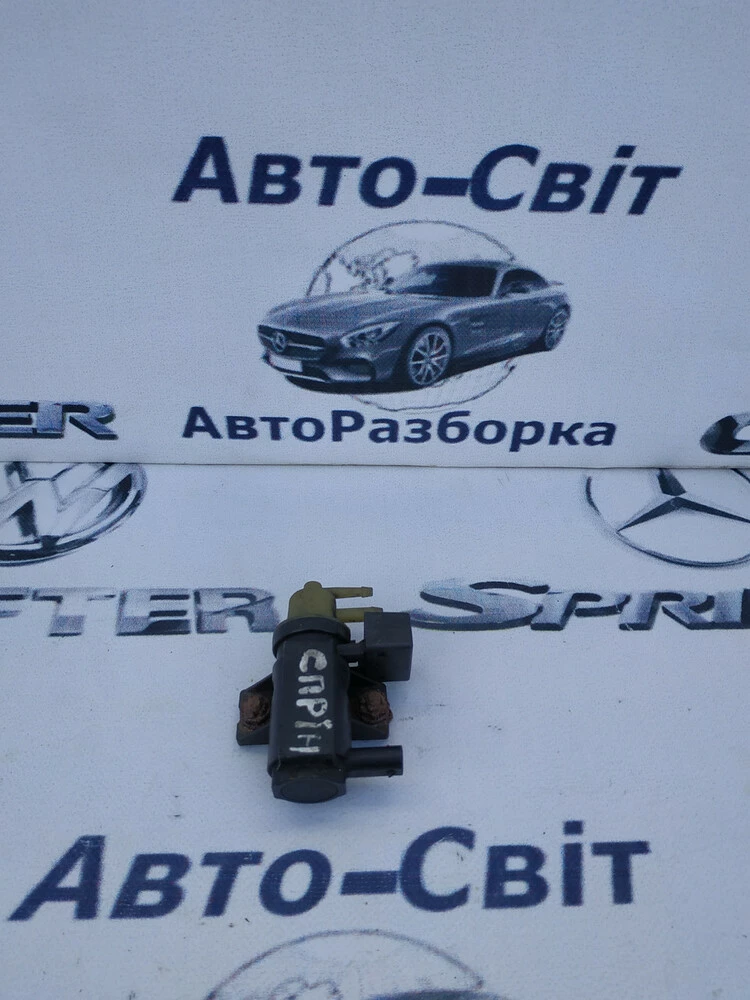 Авто-Світ
АвтоРазборка
ER
FTER SPRI
спрін
Авто-Світ